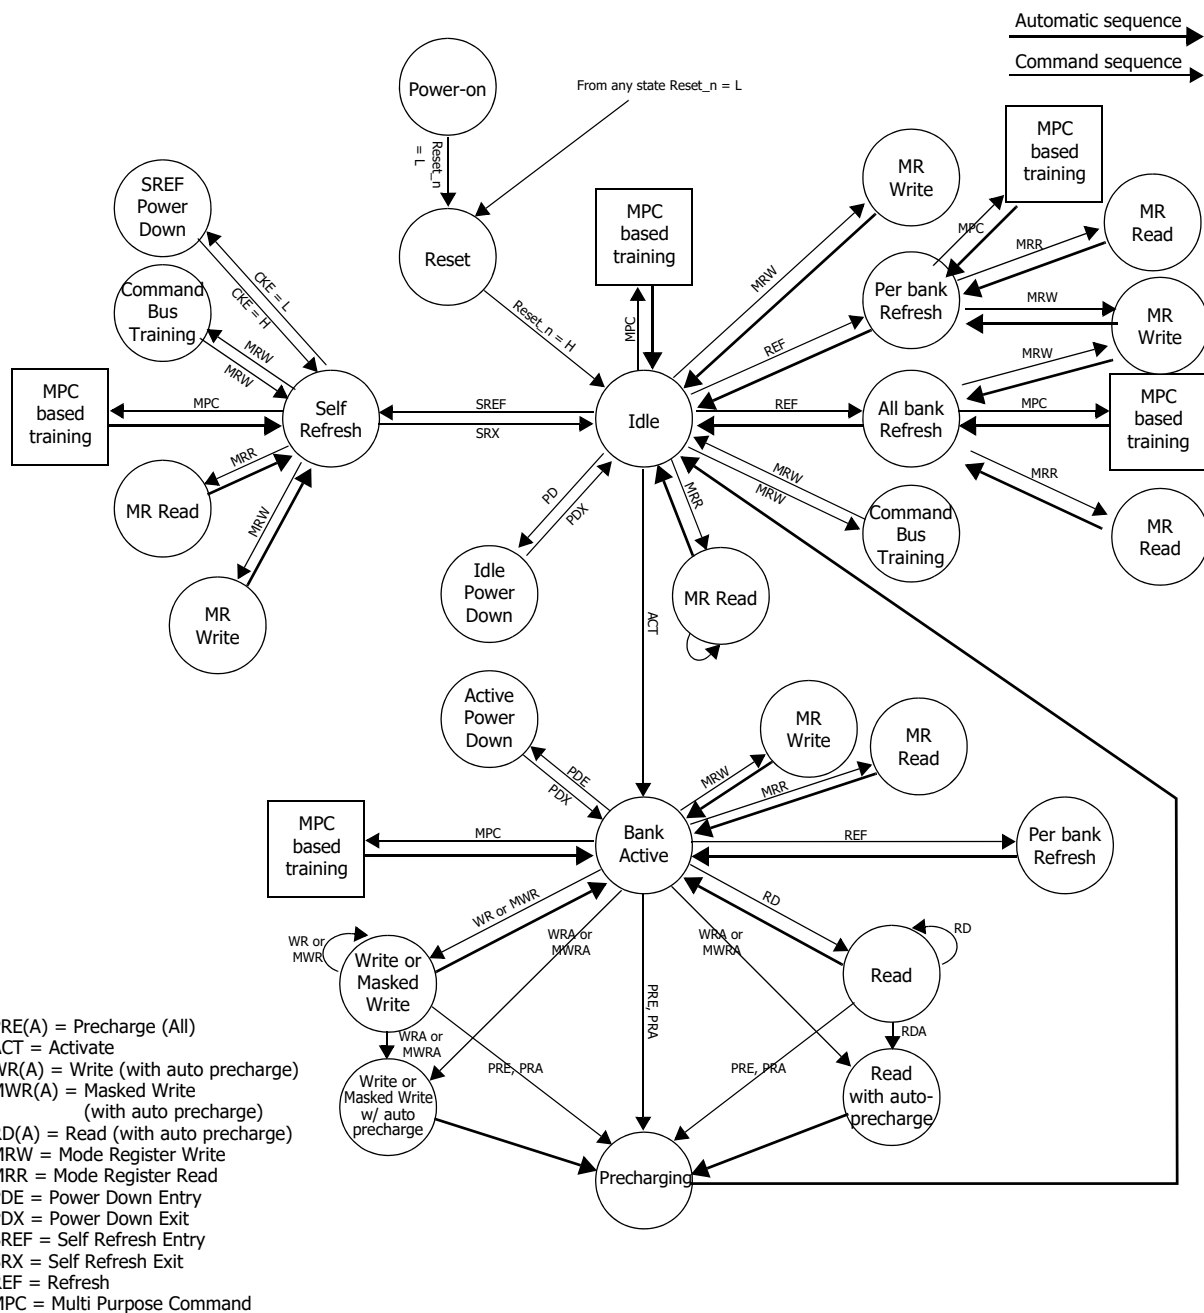 Automatic sequence
Command sequence
Power-on
From any state Reset_n = L
Reset_n
= L
Reset
Reset_n = H
SREF
Power
Down
CKE = L
CKE = H
Command
Bus
Training
MRW
MRW
MPC
based
training
MPC
Self
Refresh
MRR
MR Read
MRW
MR
Write
SREF
SRX
MPC
based
training
MPC
Idle
MRW
MR
Write
MPC
based
training
MPC
REF
Per bank
Refresh
MRR
MR
Read
MRW
MR
Write
MRW
REF
All bank
Refresh
MPC
MPC
based
training
MRR
MR
Read
MRW
MRW
Command
Bus
Training
MRR
MR Read
PD
PDX
Idle
Power
Down
ACT
Active
Power
Down
PDE
PDX
MR
Write
MRW
MR
Read
MRR
MPC
based
training
MPC
Bank
Active
REF
Per bank
Refresh
WR or MWR
WR or
MWR
Write or
Masked
Write
WRA or
MWRA
WRA or
MWRA
RD
RD
Read
PRE, PRA
WRA or
MWRA
PRE, PRA
PRE, PRA
RDA
Write or
Masked Write
w/ auto
precharge
Read
with auto-
precharge
Precharging
PRE(A) = Precharge (All)
ACT = Activate
WR(A) = Write (with auto precharge)
MWR(A) = Masked Write
(with auto precharge)
RD(A) = Read (with auto precharge)
MRW = Mode Register Write
MRR = Mode Register Read
PDE = Power Down Entry
PDX = Power Down Exit
SREF = Self Refresh Entry
SRX = Self Refresh Exit
REF = Refresh
MPC = Multi Purpose Command